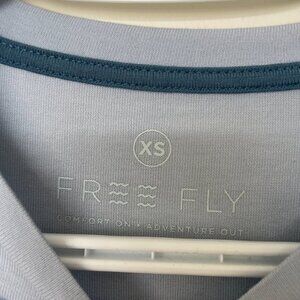 XS
FREE FLY
COMFORT ON • ADVENTURE OUT